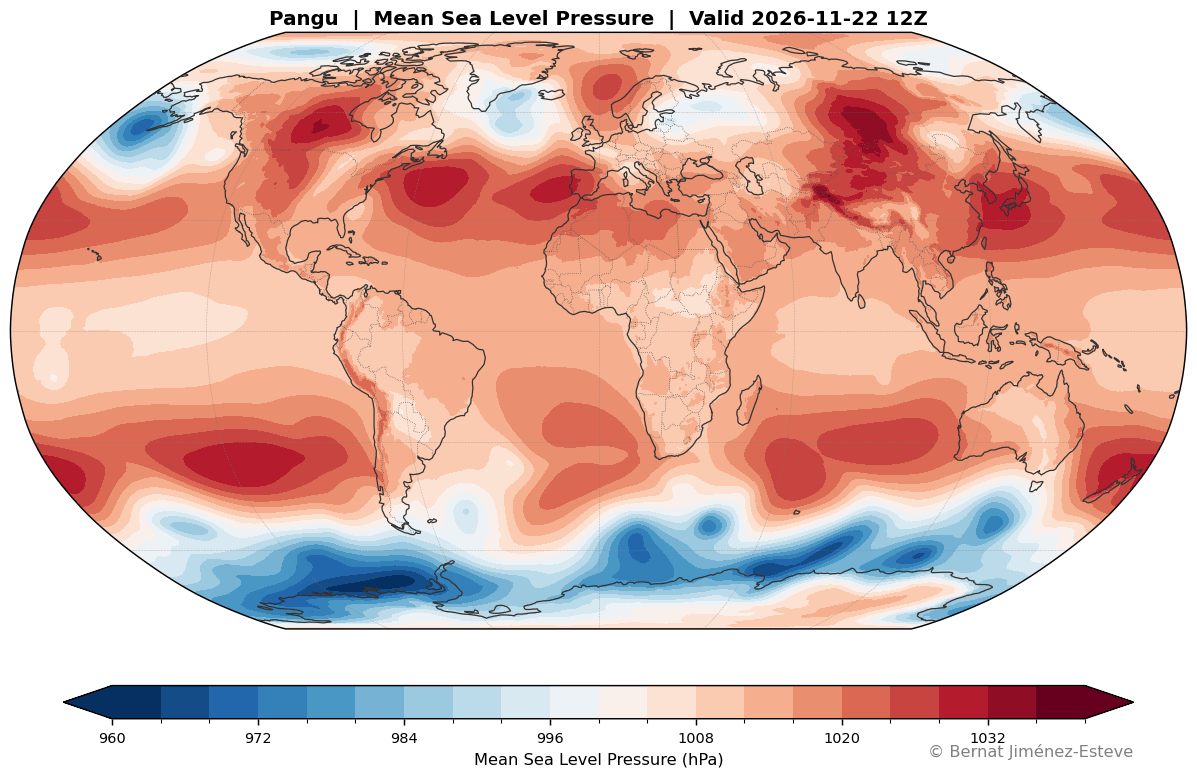 Pangu | Mean Sea Level Pressure | Valid 2026-11-22 12Z
960 972 984 996 1008 1020 1032
Mean Sea Level Pressure (hPa)
© Bernat Jiménez-Esteve